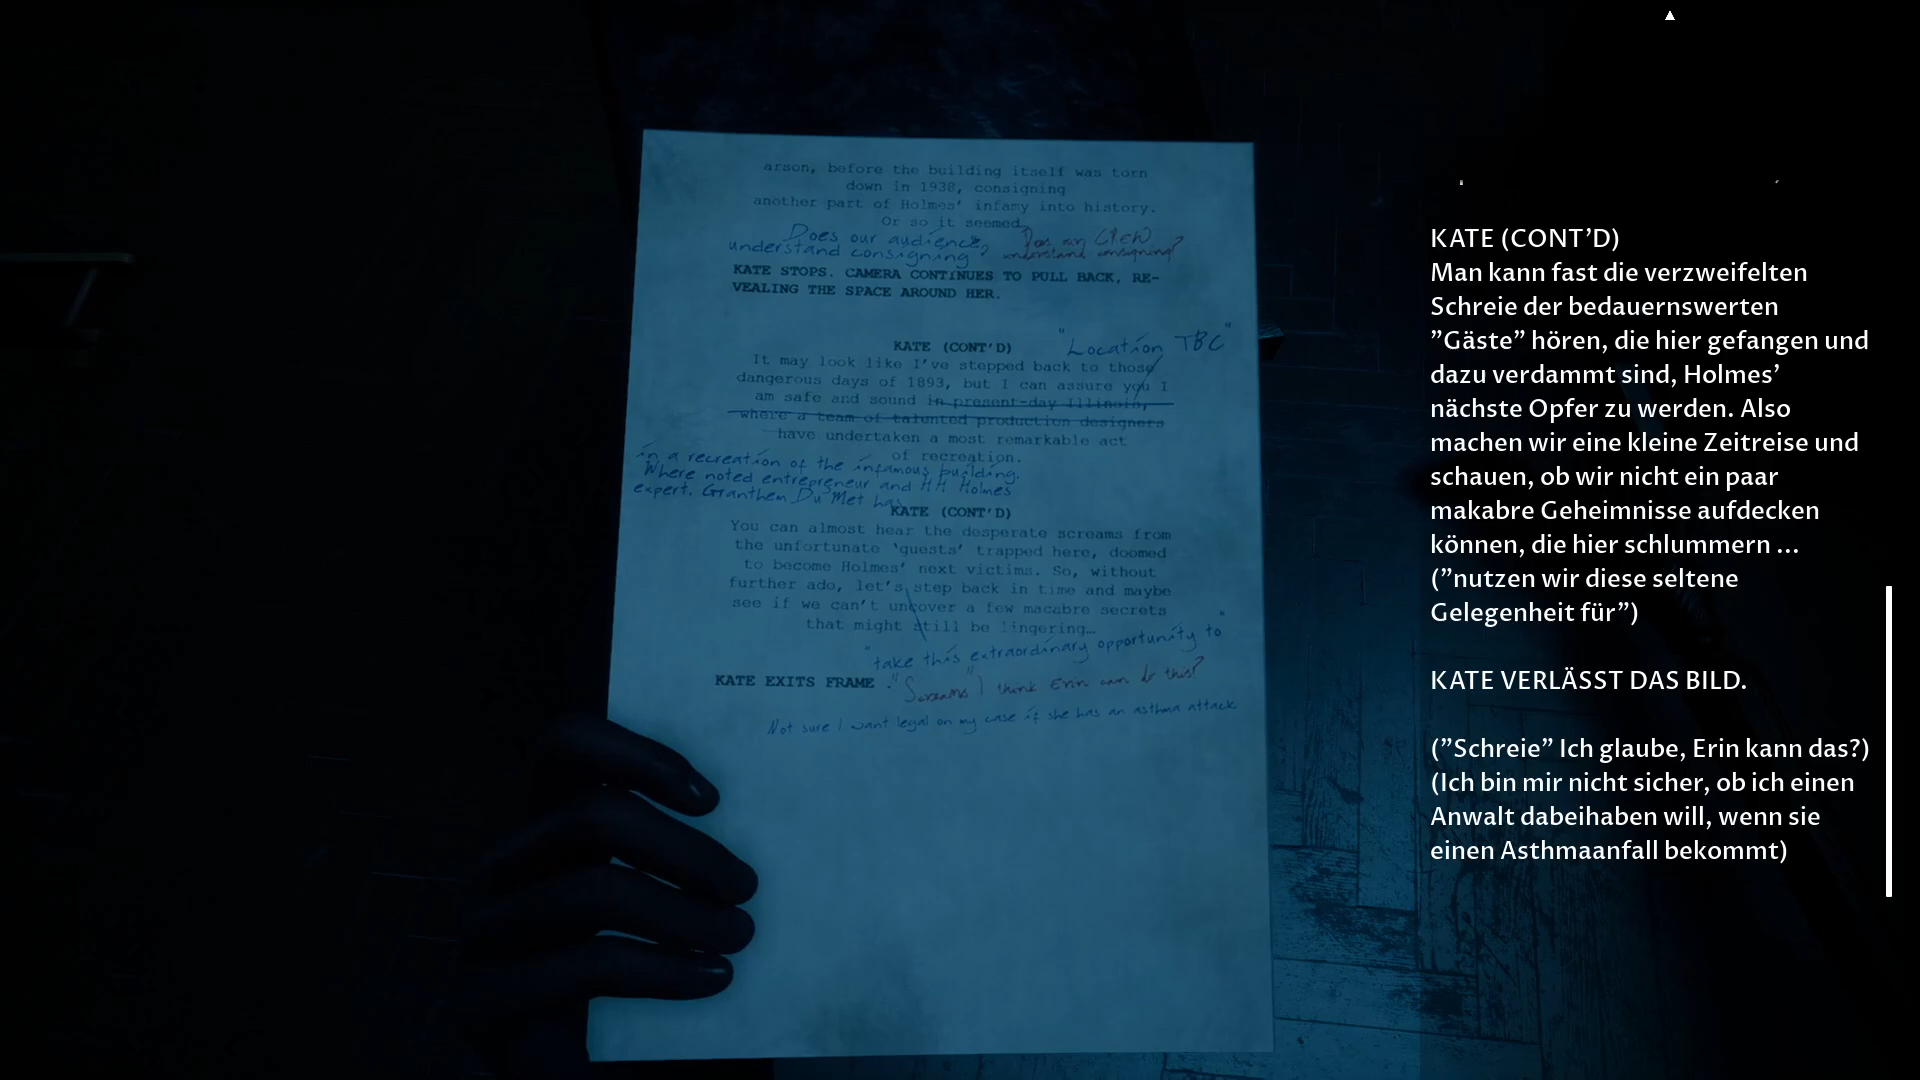 arson, before the building itself was torn
down in 1938, consigning
another part of Holmes' infamy into history.
Or so it seemed.
Does our audience
understand consigning?
Does our CREW
understand consigning?
KATE STOPS. CAMERA CONTINUES TO PULL BACK, RE-
VEALING THE SPACE AROUND HER.
"Location TBC"
KATE (CONT'D)
It may look like I've stepped back to those
dangerous days of 1893, but I can assure you I
am safe and sound in present-day Illinois,
where a team of talunted production designers
have undertaken a most remarkable act
of recreation.
in a recreation of the infamous building.
Where noted entrepreneur and HH Holmes
expert. Granthem Du Met has
KATE (CONT'D)
You can almost hear the desperate screams from
the unfortunate 'guests' trapped here, doomed
to become Holmes' next victims. So, without
further ado, let's step back in time and maybe
see if we can't uncover a few macabre secrets
that might still be lingering…
"take this extraordinary opportunity to"
KATE EXITS FRAME .
"Screams" I think Erin can do this?
Not sure I want legal on my case if she has an asthma attack
KATE (CONT'D)
Man kann fast die verzweifelten
Schreie der bedauernswerten
"Gäste" hören, die hier gefangen und
dazu verdammt sind, Holmes'
nächste Opfer zu werden. Also
machen wir eine kleine Zeitreise und
schauen, ob wir nicht ein paar
makabre Geheimnisse aufdecken
können, die hier schlummern ...
("nutzen wir diese seltene
Gelegenheit für")
KATE VERLÄSST DAS BILD.
("Schreie" Ich glaube, Erin kann das?)
(Ich bin mir nicht sicher, ob ich einen
Anwalt dabeihaben will, wenn sie
einen Asthmaanfall bekommt)